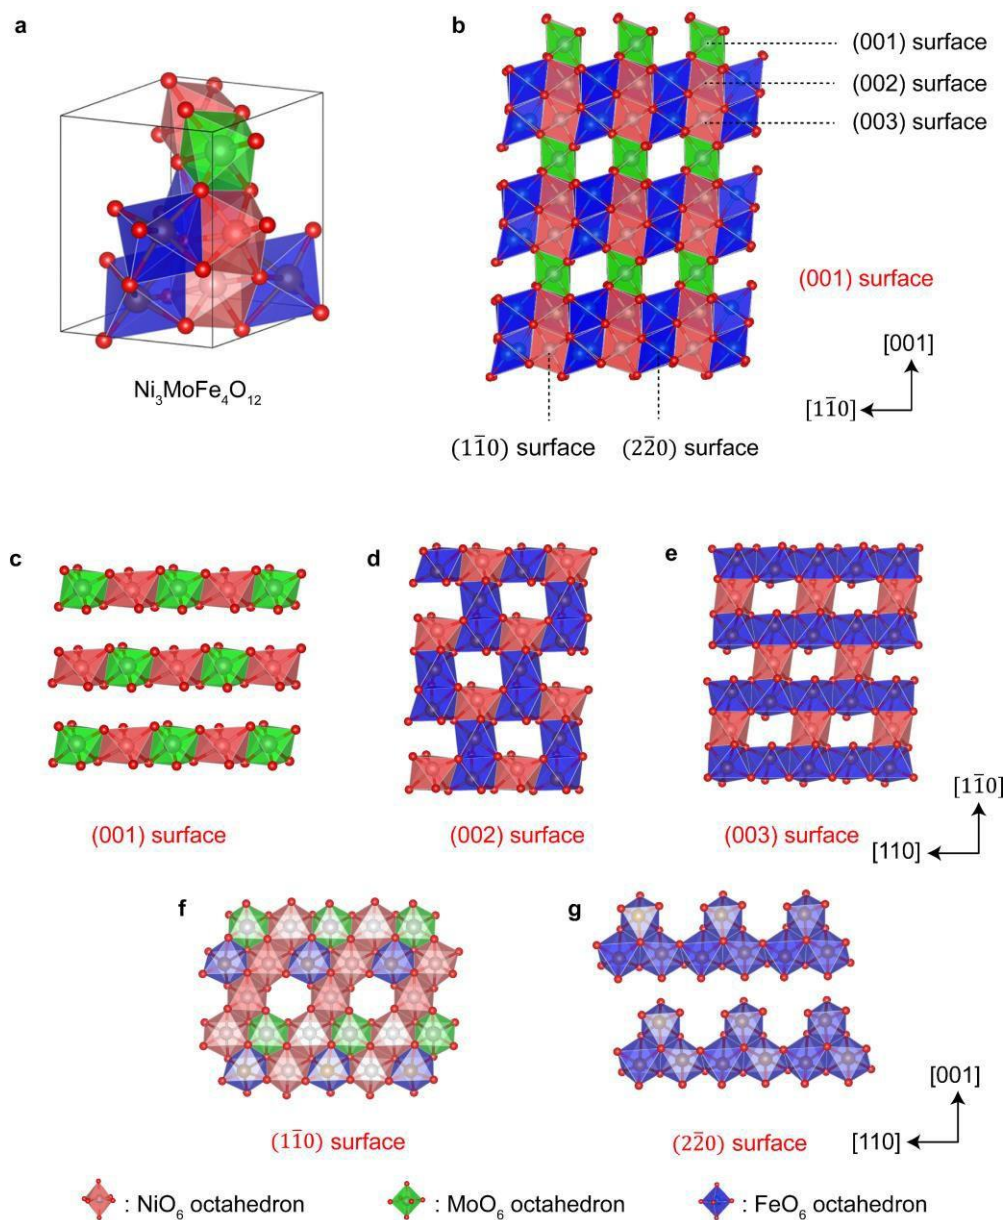 a
b
(001) surface
(002) surface
(003) surface
Ni₃MoFe₄O₁₂
(001) surface
[001]
[11̅0]
(11̅0) surface
(22̅0) surface
c
d
e
(001) surface
(002) surface
(003) surface
[11̅0]
[110]
f
g
(11̅0) surface
(22̅0) surface
[001]
[110]
: NiO₆ octahedron
: MoO₆ octahedron
: FeO₆ octahedron